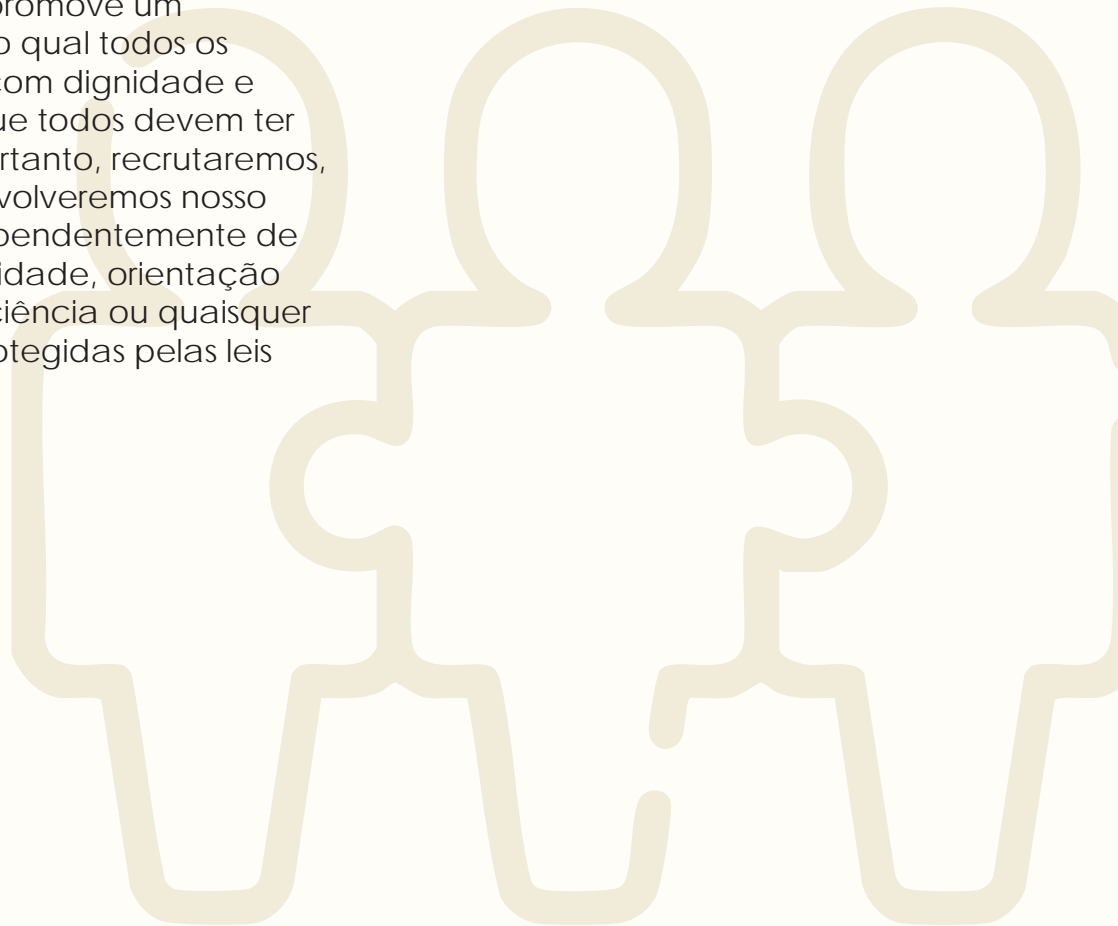 promove um
o qual todos os
com dignidade e
ue todos devem ter
rtanto, recrutaremos,
volveremos nosso
pendentemente de
idade, orientação
ciência ou quaisquer
otegidas pelas leis